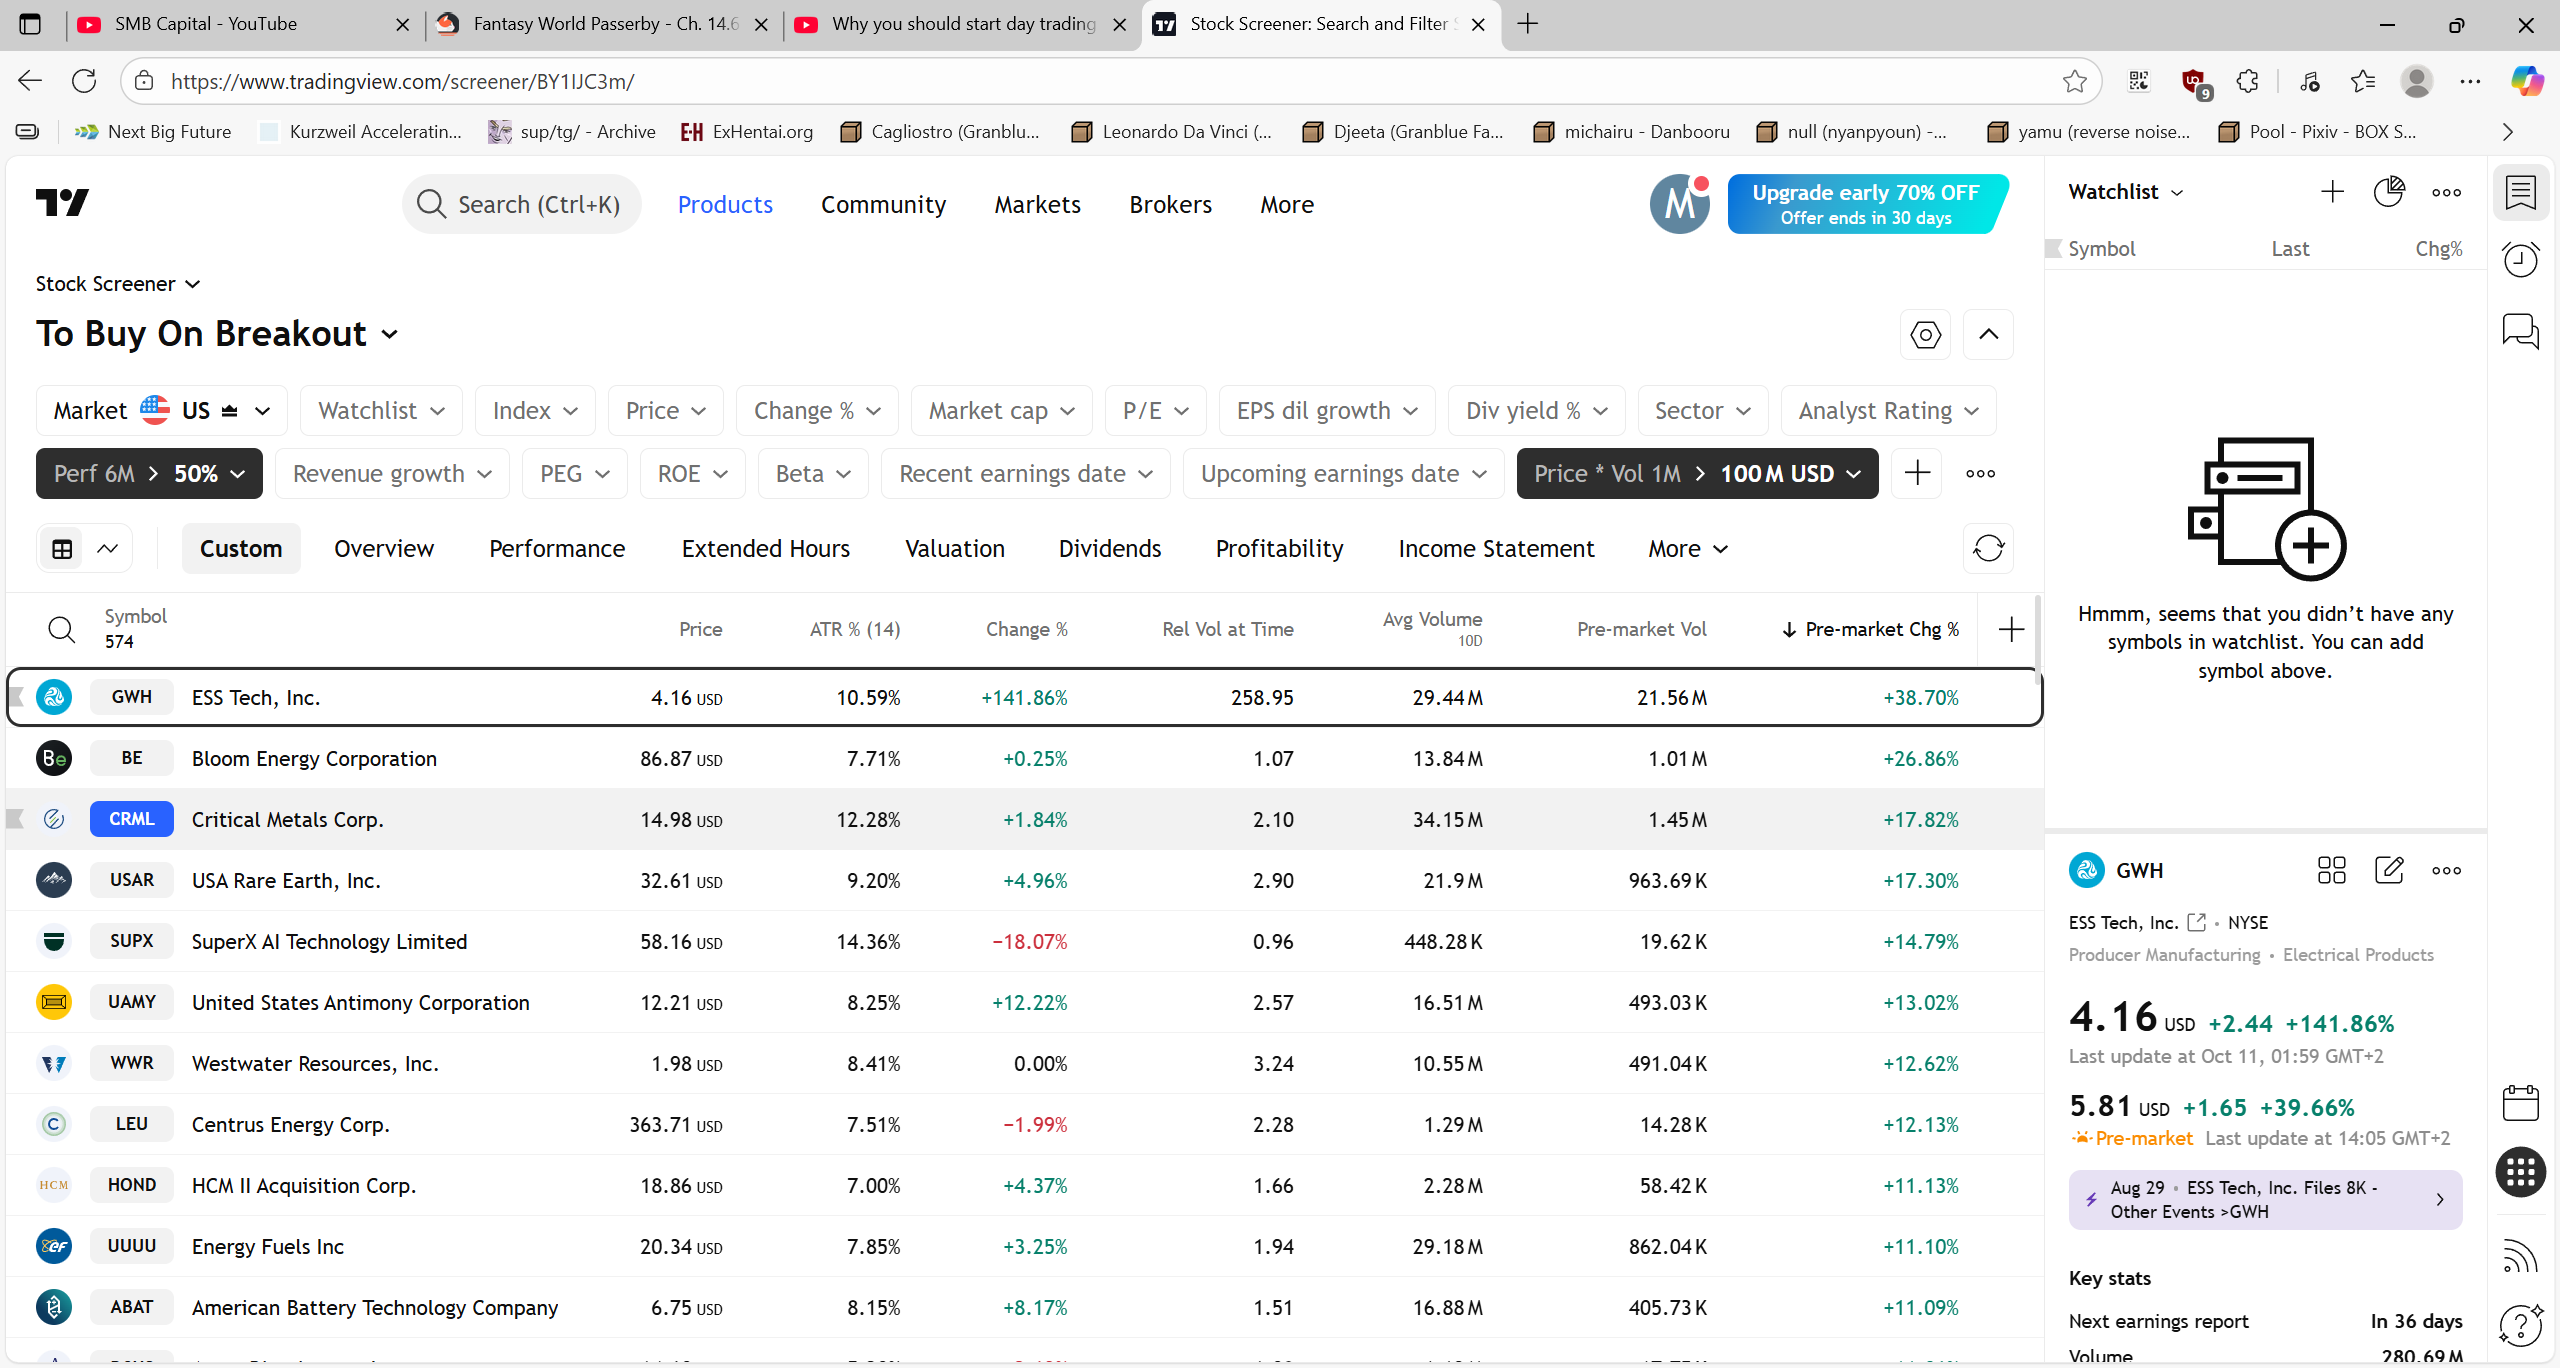 SMB Capital - YouTube
Fantasy World Passerby - Ch. 14.6
Why you should start day trading
Stock Screener: Search and Filter S
https://www.tradingview.com/screener/BY1IJC3m/
9
Next Big Future
Kurzweil Acceleratin...
sup/tg/ - Archive
E-H ExHentai.org
Cagliostro (Granblu...
Leonardo Da Vinci (...
Djeeta (Granblue Fa...
michairu - Danbooru
null (nyanpyoun) -...
yamu (reverse noise...
Pool - Pixiv - BOX S...
Search (Ctrl+K)
Products
Community
Markets
Brokers
More
M
Upgrade early 70% OFF
Offer ends in 30 days
Stock Screener
To Buy On Breakout
Market US Watchlist Index Price Change % Market cap P/E EPS dil growth Div yield % Sector Analyst Rating
Perf 6M > 50% Revenue growth PEG ROE Beta Recent earnings date Upcoming earnings date Price * Vol 1M > 100 M USD
Custom Overview Performance Extended Hours Valuation Dividends Profitability Income Statement More
Symbol 574 Price ATR % (14) Change % Rel Vol at Time Avg Volume 10D Pre-market Vol Pre-market Chg %
GWH ESS Tech, Inc. 4.16 USD 10.59% +141.86% 258.95 29.44 M 21.56 M +38.70%
Be BE Bloom Energy Corporation 86.87 USD 7.71% +0.25% 1.07 13.84 M 1.01 M +26.86%
CRML Critical Metals Corp. 14.98 USD 12.28% +1.84% 2.10 34.15 M 1.45 M +17.82%
USAR USA Rare Earth, Inc. 32.61 USD 9.20% +4.96% 2.90 21.9 M 963.69 K +17.30%
SUPX SuperX AI Technology Limited 58.16 USD 14.36% −18.07% 0.96 448.28 K 19.62 K +14.79%
UAMY United States Antimony Corporation 12.21 USD 8.25% +12.22% 2.57 16.51 M 493.03 K +13.02%
WWR Westwater Resources, Inc. 1.98 USD 8.41% 0.00% 3.24 10.55 M 491.04 K +12.62%
C LEU Centrus Energy Corp. 363.71 USD 7.51% −1.99% 2.28 1.29 M 14.28 K +12.13%
HCM HOND HCM II Acquisition Corp. 18.86 USD 7.00% +4.37% 1.66 2.28 M 58.42 K +11.13%
EF UUUU Energy Fuels Inc 20.34 USD 7.85% +3.25% 1.94 29.18 M 862.04 K +11.10%
ABAT American Battery Technology Company 6.75 USD 8.15% +8.17% 1.51 16.88 M 405.73 K +11.09%
Watchlist
Symbol Last Chg%
Hmmm, seems that you didn't have any
symbols in watchlist. You can add
symbol above.
GWH
ESS Tech, Inc. • NYSE
Producer Manufacturing • Electrical Products
4.16 USD +2.44 +141.86%
Last update at Oct 11, 01:59 GMT+2
5.81 USD +1.65 +39.66%
Pre-market Last update at 14:05 GMT+2
Aug 29 • ESS Tech, Inc. Files 8K -
Other Events >GWH
Key stats
Next earnings report In 36 days
Volume 280.69 M